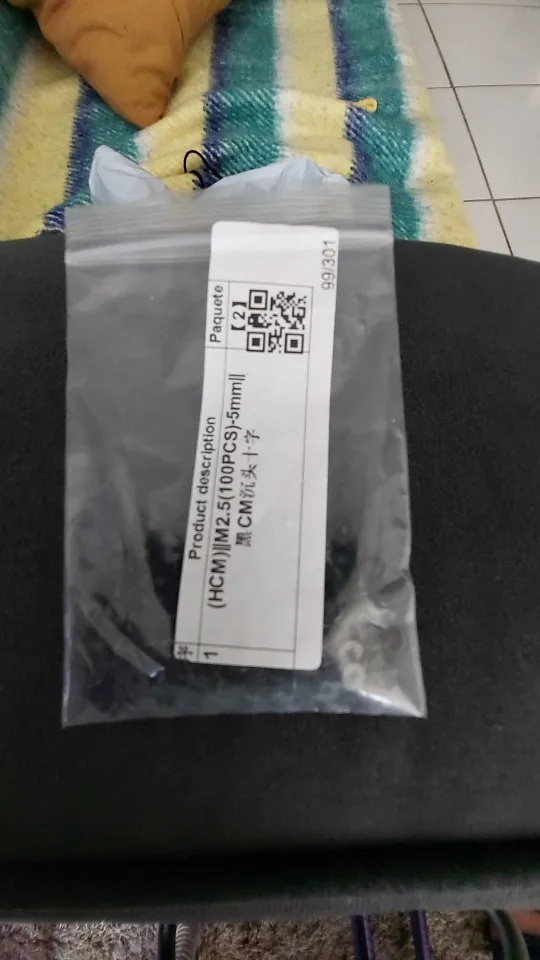 99/301
Product description
Paquete
1
(HCM)||M2.5(100PCS)-5mm||
黑 CM沉头十字
【2】